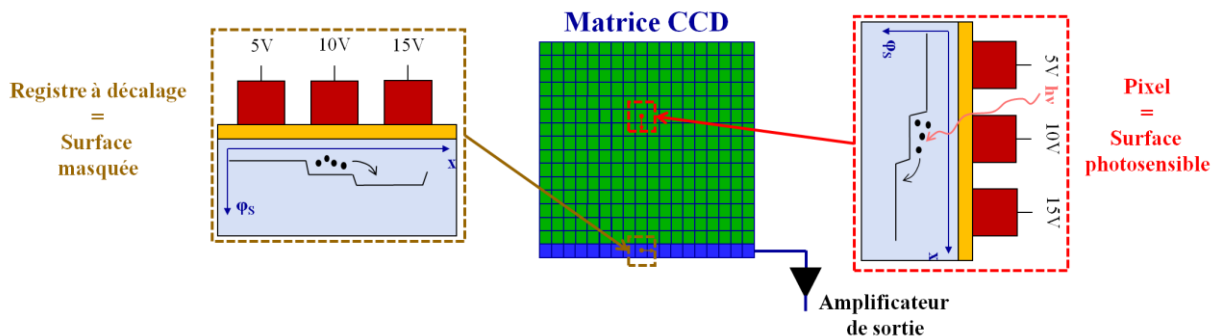 Matrice CCD
5V 10V 15V
Registre à décalage
=
Surface
masquée
x
φS
φS
5V
hν
10V
15V
x
Pixel
=
Surface
photosensible
Amplificateur
de sortie